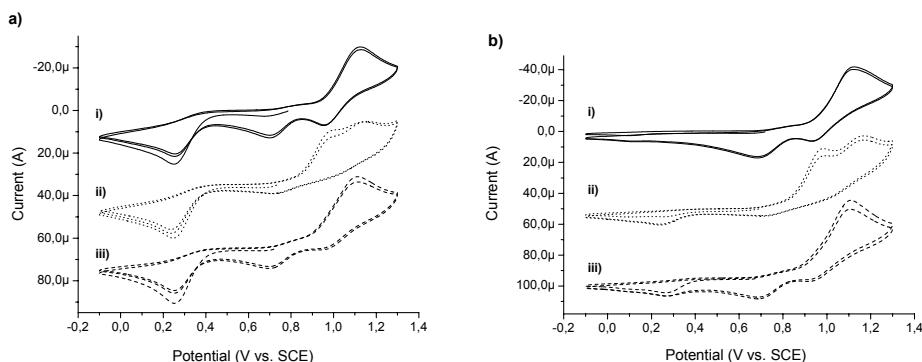 a)
-20,0µ
0,0
20,0µ
40,0µ
60,0µ
80,0µ
i)
ii)
iii)
Current (A)
-0,2 0,0 0,2 0,4 0,6 0,8 1,0 1,2 1,4
Potential (V vs. SCE)
b)
-40,0µ
0,0
20,0µ
40,0µ
60,0µ
80,0µ
100,0µ
i)
ii)
iii)
Current (A)
-0,2 0,0 0,2 0,4 0,6 0,8 1,0 1,2 1,4
Potential (V vs. SCE)